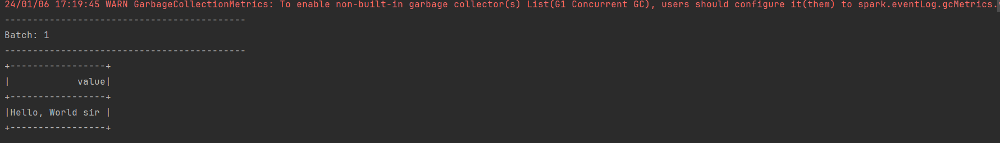 24/01/06 17:19:45 WARN GarbageCollectionMetrics: To enable non-built-in garbage collector(s) List(G1 Concurrent GC), users should configure it(them) to spark.eventLog.gcMetrics.
-------------------------------------------
Batch: 1
-------------------------------------------
+-----------------+
|            value|
+-----------------+
|Hello, World sir |
+-----------------+